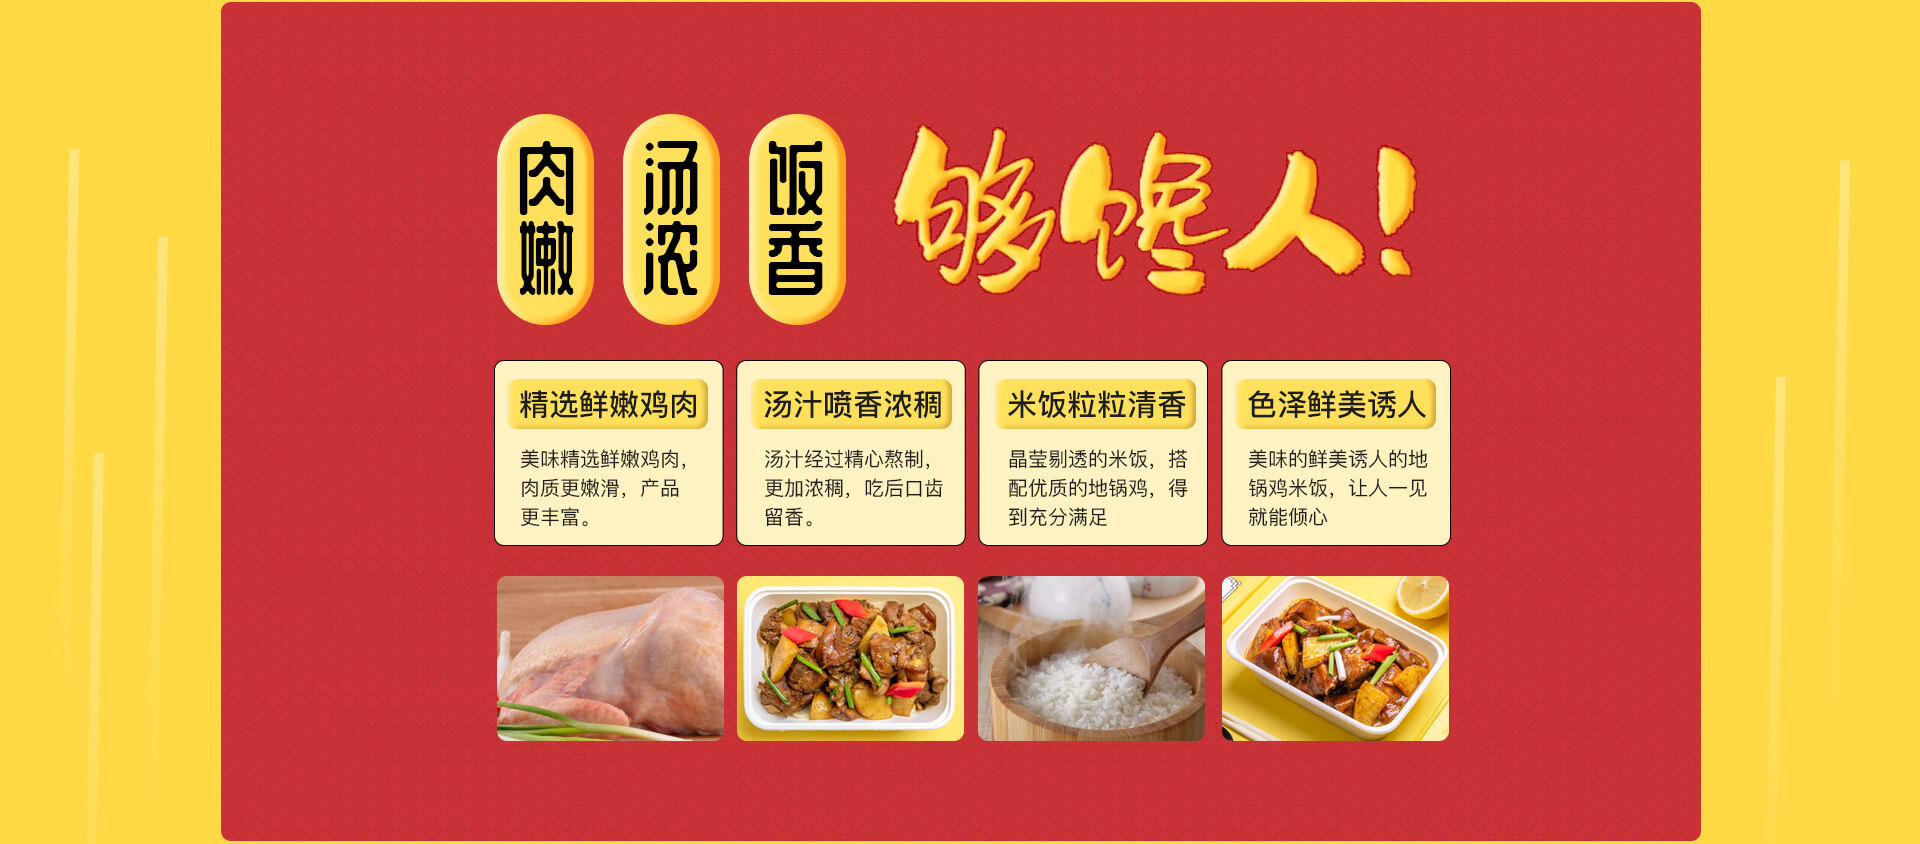 肉嫩
汤浓
饭香
够馋人!
精选鲜嫩鸡肉
美味精选鲜嫩鸡肉，
肉质更嫩滑，产品
更丰富。
汤汁喷香浓稠
汤汁经过精心熬制，
更加浓稠，吃后口齿
留香。
米饭粒粒清香
晶莹剔透的米饭，搭
配优质的地锅鸡，得
到充分满足
色泽鲜美诱人
美味的鲜美诱人的地
锅鸡米饭，让人一见
就能倾心